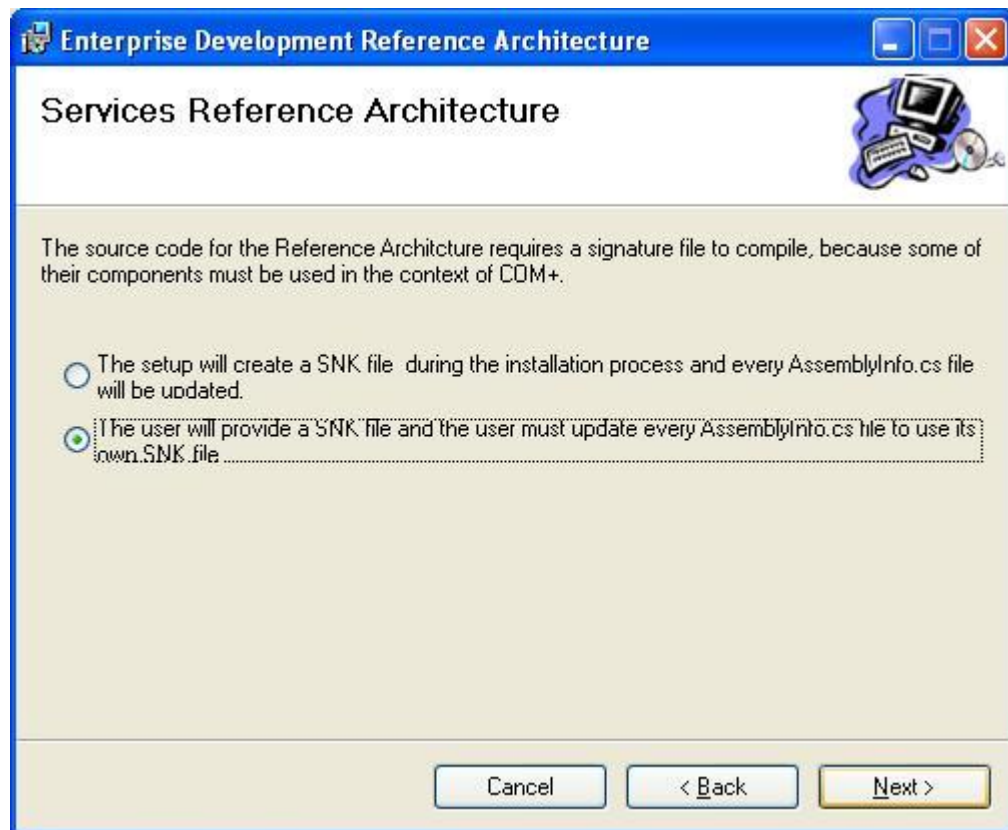 Enterprise Development Reference Architecture
Services Reference Architecture
The source code for the Reference Architcture requires a signature file to compile, because some of
their components must be used in the context of COM+.
The setup will create a SNK file during the installation process and every AssemblyInfo.cs file
will be updated.
The user will provide a SNK file and the user must update every AssemblyInfo.cs file to use its
own SNK file
Cancel
< Back
Next >